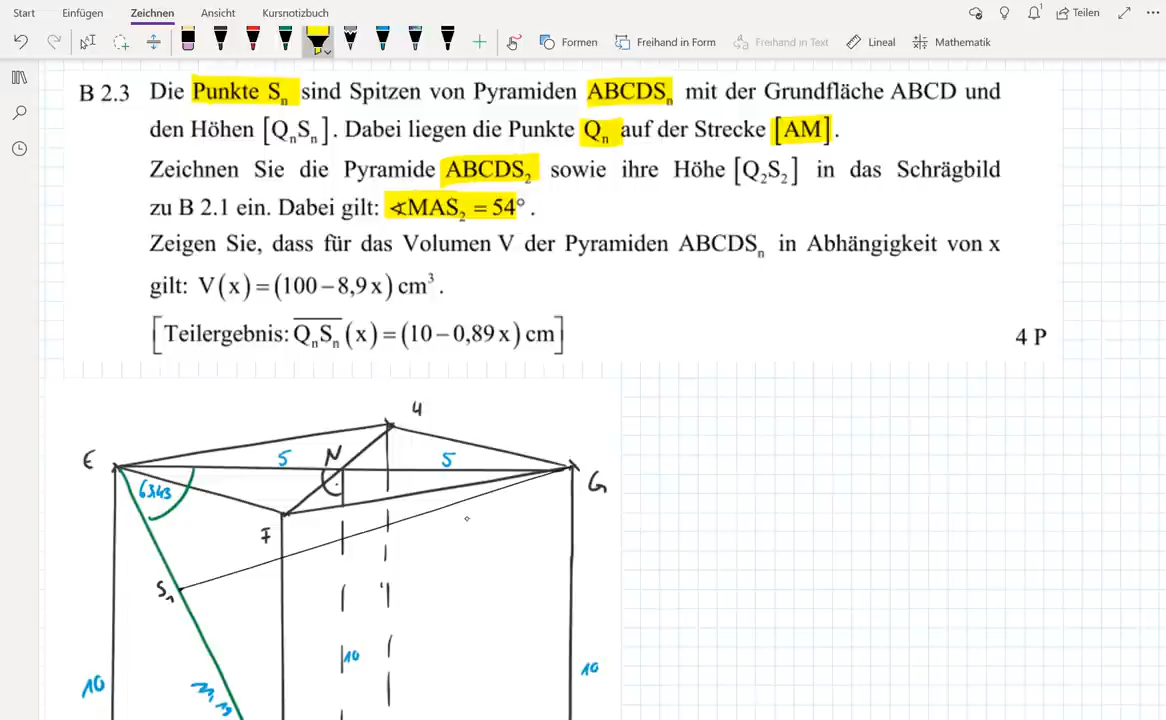 Start Einfügen Zeichnen Ansicht Kursnotizbuch Teilen
Formen Freihand in Form Freihand in Text Lineal Mathematik
B 2.3 Die Punkte Sₙ sind Spitzen von Pyramiden ABCDSₙ mit der Grundfläche ABCD und
den Höhen [QₙSₙ]. Dabei liegen die Punkte Qₙ auf der Strecke [AM].
Zeichnen Sie die Pyramide ABCDS₂ sowie ihre Höhe [Q₂S₂] in das Schrägbild
zu B 2.1 ein. Dabei gilt: ∢MAS₂ = 54°.
Zeigen Sie, dass für das Volumen V der Pyramiden ABCDSₙ in Abhängigkeit von x
gilt: V(x) = (100 – 8,9x) cm³.
[Teilergebnis: Q̅ₙ̅S̅ₙ̅(x) = (10 – 0,89x) cm]
4 P
H
E 5 N 5
63,43 G
F
Sₙ
10
10
10